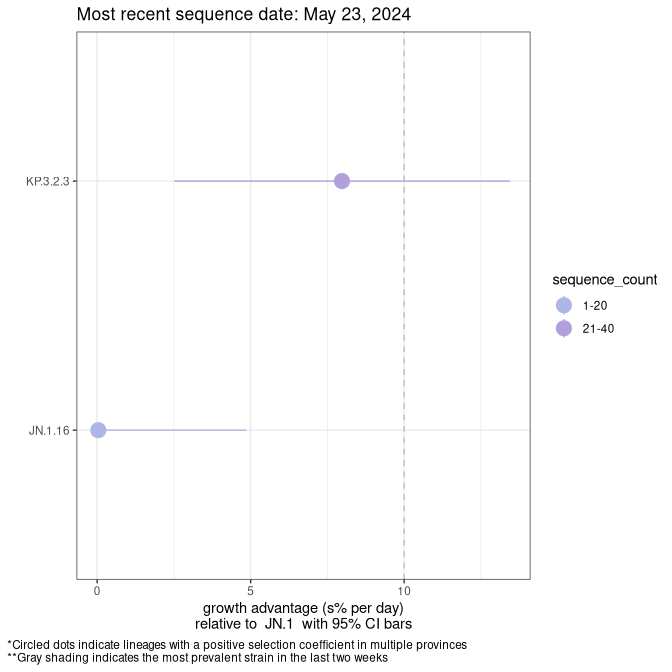 Most recent sequence date: May 23, 2024
KP.3.2.3
JN.1.16
sequence_count
1-20
21-40
0
5
10
growth advantage (s% per day)
relative to JN.1 with 95% CI bars
*Circled dots indicate lineages with a positive selection coefficient in multiple provinces
**Gray shading indicates the most prevalent strain in the last two weeks